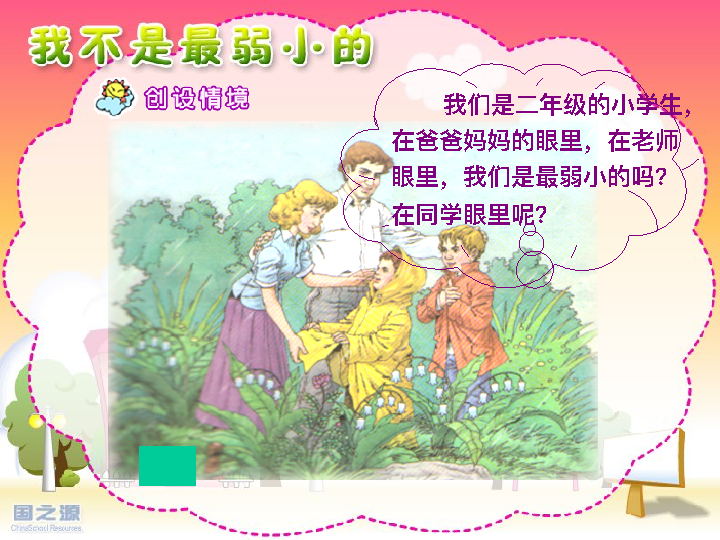 我不是最弱小的
创设情境
我们是二年级的小学生，
在爸爸妈妈的眼里，在老师
眼里，我们是最弱小的吗？
在同学眼里呢？
国之源
ChinaSchool Resources